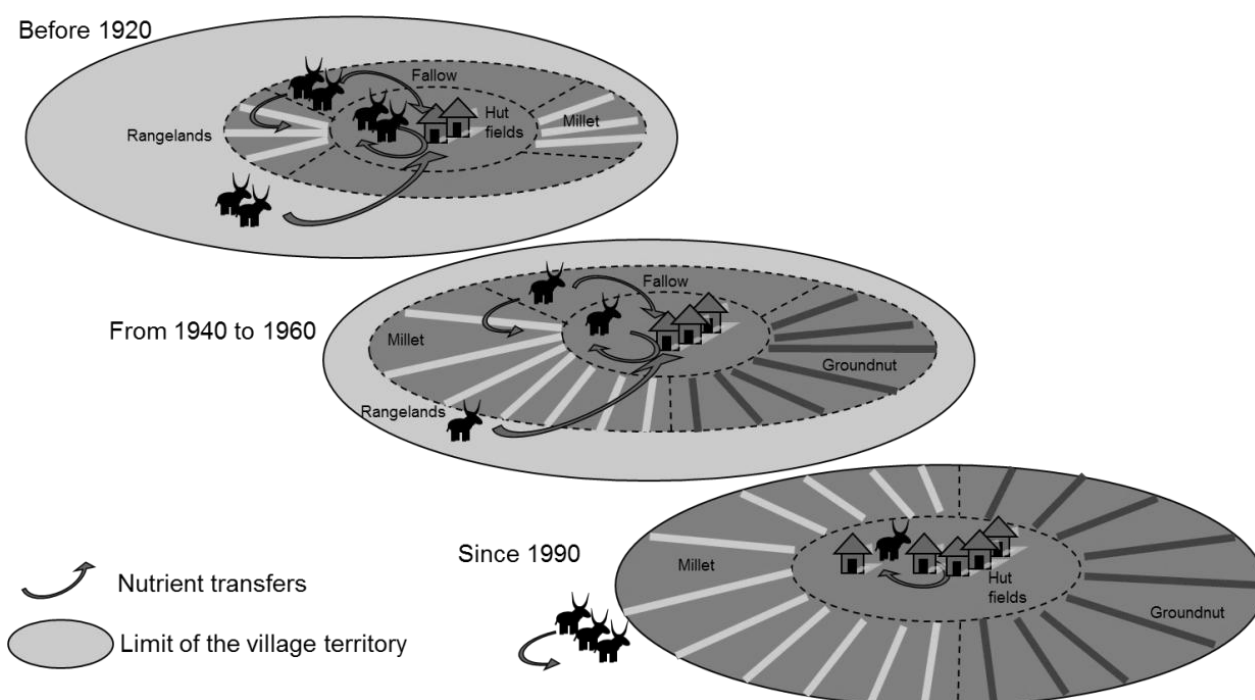 Before 1920
Fallow
Hut
fields
Millet
Rangelands
From 1940 to 1960
Fallow
Millet
Groundnut
Rangelands
Since 1990
Millet
Hut
fields
Groundnut
Nutrient transfers
Limit of the village territory